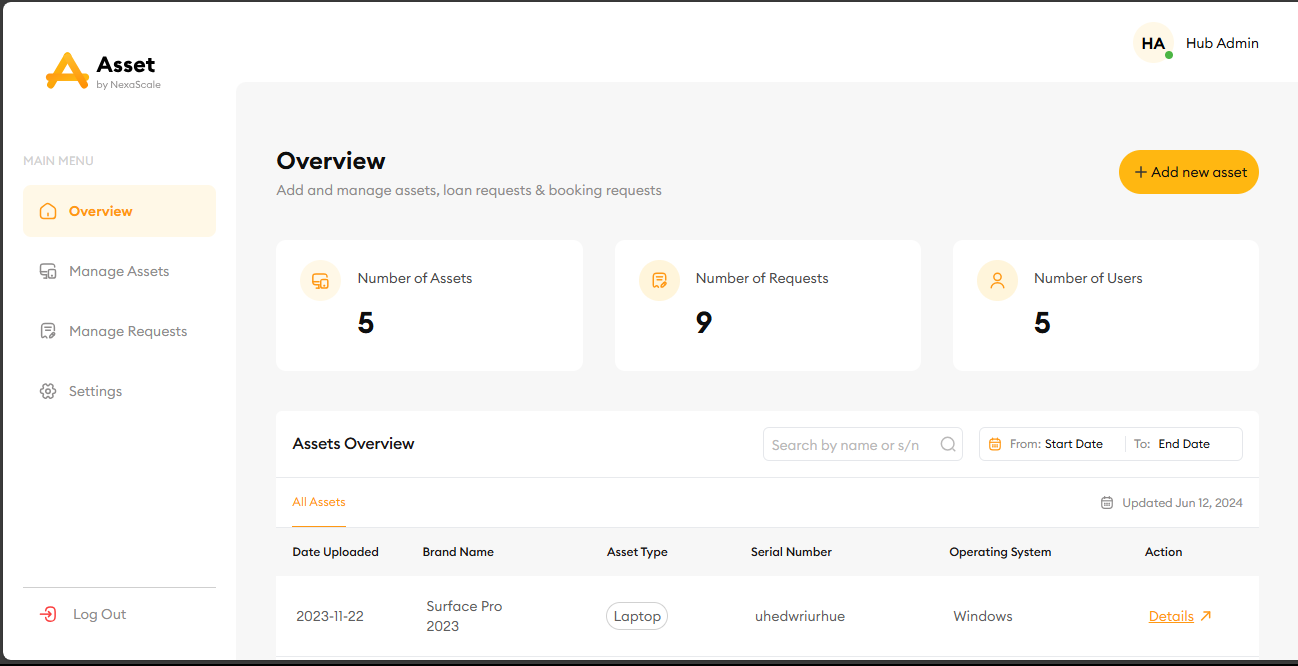 Asset
by NexaScale
HA
Hub Admin
MAIN MENU
Overview
Manage Assets
Manage Requests
Settings
Log Out
Overview
Add and manage assets, loan requests & booking requests
+ Add new asset
Number of Assets
5
Number of Requests
9
Number of Users
5
Assets Overview
Search by name or s/n
From: Start Date
To: End Date
All Assets
Updated Jun 12, 2024
Date Uploaded Brand Name Asset Type Serial Number Operating System Action
2023-11-22 Surface Pro 2023 Laptop uhedwriurhue Windows Details